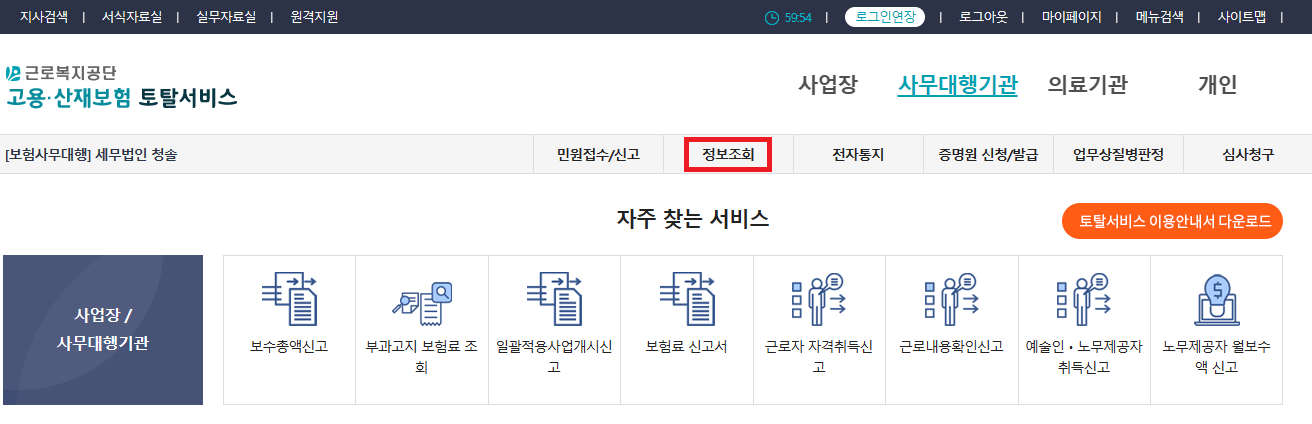 지사검색 | 서식자료실 | 실무자료실 | 원격지원
59:54 | 로그인연장 | 로그아웃 | 마이페이지 | 메뉴검색 | 사이트맵 |
근로복지공단
고용·산재보험 토탈서비스
사업장 사무대행기관 의료기관 개인
[보험사무대행] 세무법인 청솔
민원접수/신고 정보조회 전자통지 증명원 신청/발급 업무상질병판정 심사청구
자주 찾는 서비스
토탈서비스 이용안내서 다운로드
사업장 /
사무대행기관
보수총액신고
부과고지 보험료 조
회
일괄적용사업개시신
고
보험료 신고서
근로자 자격취득신
고
근로내용확인신고
예술인·노무제공자
취득신고
노무제공자 월보수
액 신고